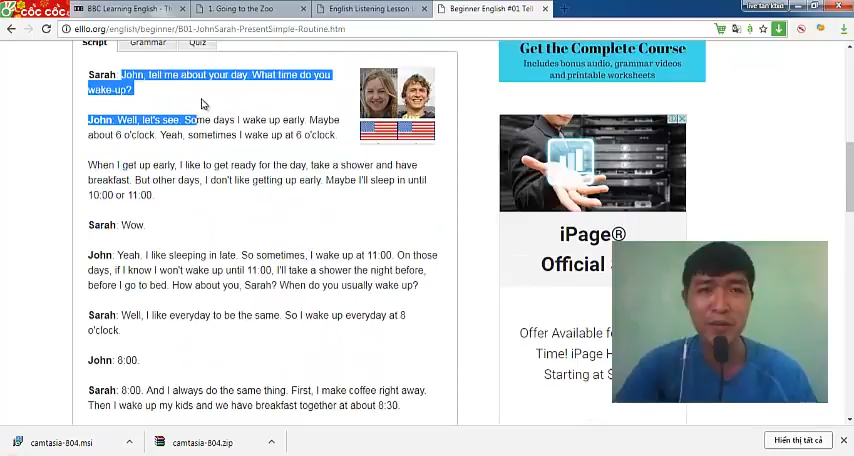 CỐC CỐC
BBC Learning English - Th
1. Going to the Zoo
English Listening Lesson L
Beginner English #01 Tell
live tan ktad
elllo.org/english/beginner/B01-JohnSarah-PresentSimple-Routine.htm
Script
Grammar
Quiz
Sarah: John, tell me about your day. What time do you
wake-up?
John: Well, let's see. Some days I wake up early. Maybe
about 6 o'clock. Yeah, sometimes I wake up at 6 o'clock.
When I get up early, I like to get ready for the day, take a shower and have
breakfast. But other days, I don't like getting up early. Maybe I'll sleep in until
10:00 or 11:00.
Sarah: Wow.
John: Yeah. I like sleeping in late. So sometimes, I wake up at 11:00. On those
days, if I know I won't wake up until 11:00, I'll take a shower the night before,
before I go to bed. How about you, Sarah? When do you usually wake up?
Sarah: Well, I like everyday to be the same. So I wake up everyday at 8
o'clock.
John: 8:00.
Sarah: 8:00. And I always do the same thing. First, I make coffee right away.
Then I wake up my kids and we have breakfast together at about 8:30.
Get the Complete Course
Includes bonus audio, grammar videos
and printable worksheets
iPage®
Official
Offer Available f
Time! iPage H
Starting at
camtasia-804.msi
camtasia-804.zip
Hiển thị tất cả